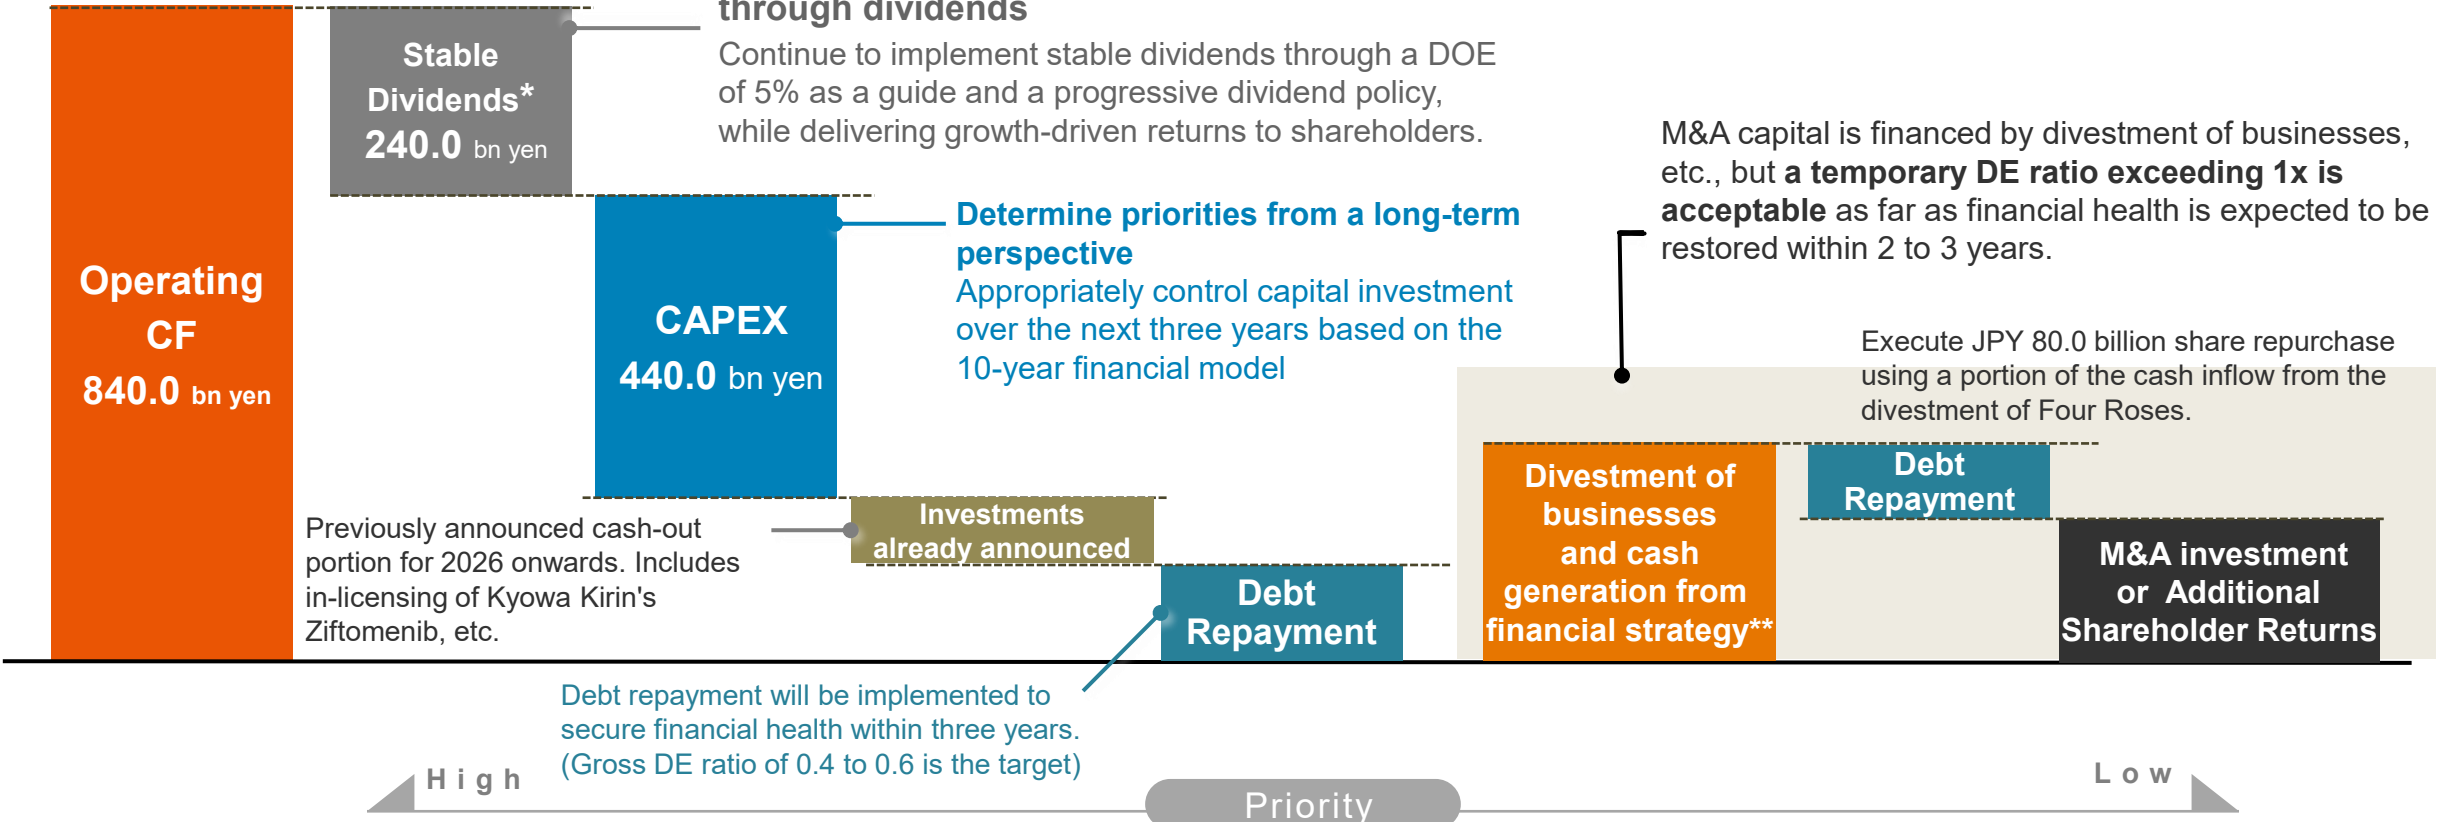 through dividends
Continue to implement stable dividends through a DOE
of 5% as a guide and a progressive dividend policy,
while delivering growth-driven returns to shareholders.
Stable
Dividends*
240.0 bn yen
Operating
CF
840.0 bn yen
Determine priorities from a long-term
perspective
Appropriately control capital investment
over the next three years based on the
10-year financial model
CAPEX
440.0 bn yen
M&A capital is financed by divestment of businesses,
etc., but a temporary DE ratio exceeding 1x is
acceptable as far as financial health is expected to be
restored within 2 to 3 years.
Execute JPY 80.0 billion share repurchase
using a portion of the cash inflow from the
divestment of Four Roses.
Previously announced cash-out
portion for 2026 onwards. Includes
in-licensing of Kyowa Kirin's
Ziftomenib, etc.
Investments
already announced
Debt
Repayment
Divestment of
businesses
and cash
generation from
financial strategy**
Debt
Repayment
M&A investment
or Additional
Shareholder Returns
Debt repayment will be implemented to
secure financial health within three years.
(Gross DE ratio of 0.4 to 0.6 is the target)
High
Priority
Low